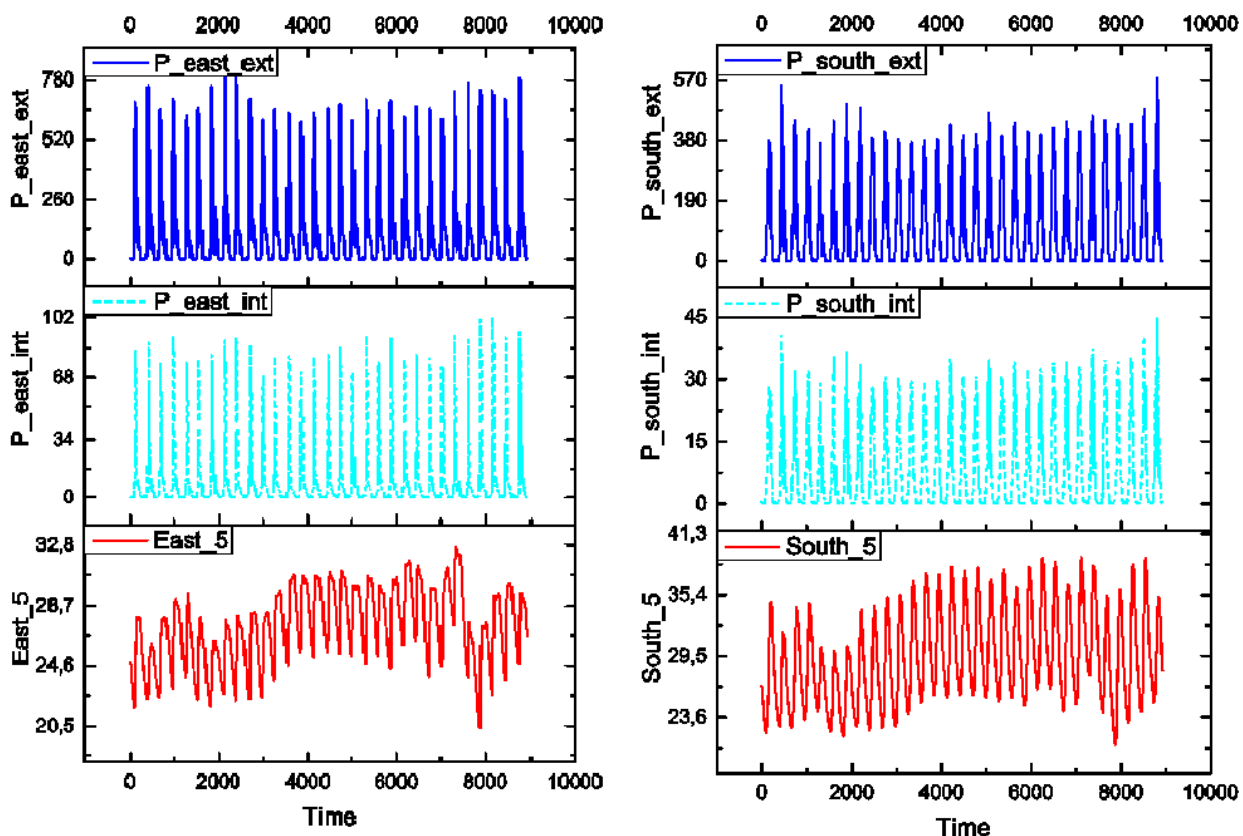 0 2000 4000 6000 8000 10000
P_east_ext
P_east_ext
780
520
260
0
P_east_int
P_east_int
102
68
34
0
East_5
East_5
32,8
28,7
24,6
20,5
0 2000 4000 6000 8000 10000
Time
0 2000 4000 6000 8000 10000
P_south_ext
P_south_ext
570
380
190
0
P_south_int
P_south_int
45
30
15
0
South_5
South_5
41,3
35,4
29,5
23,6
0 2000 4000 6000 8000 10000
Time